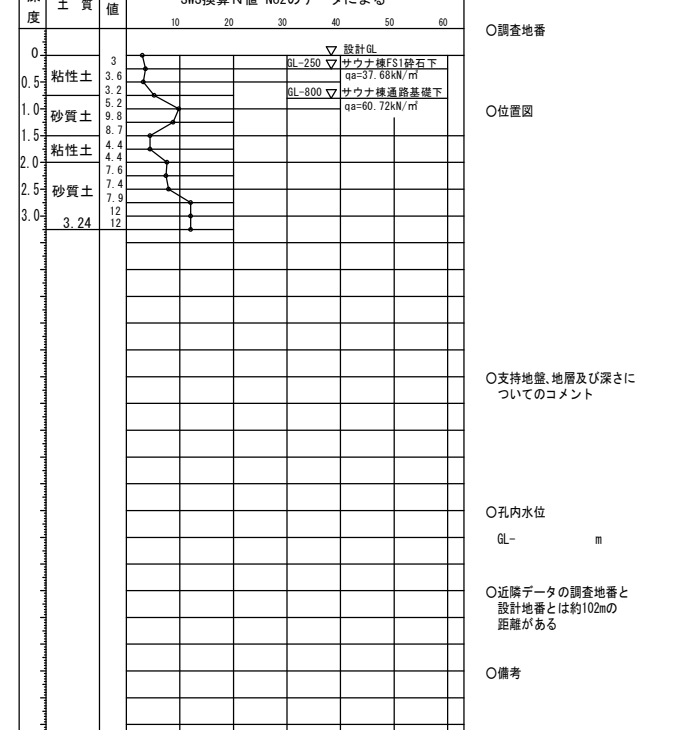 度
土 質
値
SWS換算N値 No2のデータによる
10 20 30 40 50 60
0
0.5
1.0
1.5
2.0
2.5
3.0
粘性土
砂質土
粘性土
砂質土
3.24
3
3.6
3.2
5.2
9.8
8.7
4.4
4.4
7.6
7.4
7.9
12
12
▽ 設計GL
GL-250 ▽ サウナ棟FS1砕石下
qa=37.68kN/㎡
GL-800 ▽ サウナ棟通路基礎下
qa=60.72kN/㎡
○調査地番
○位置図
○支持地盤、地層及び深さに
ついてのコメント
○孔内水位
GL- m
○近隣データの調査地番と
設計地番とは約102mの
距離がある
○備考